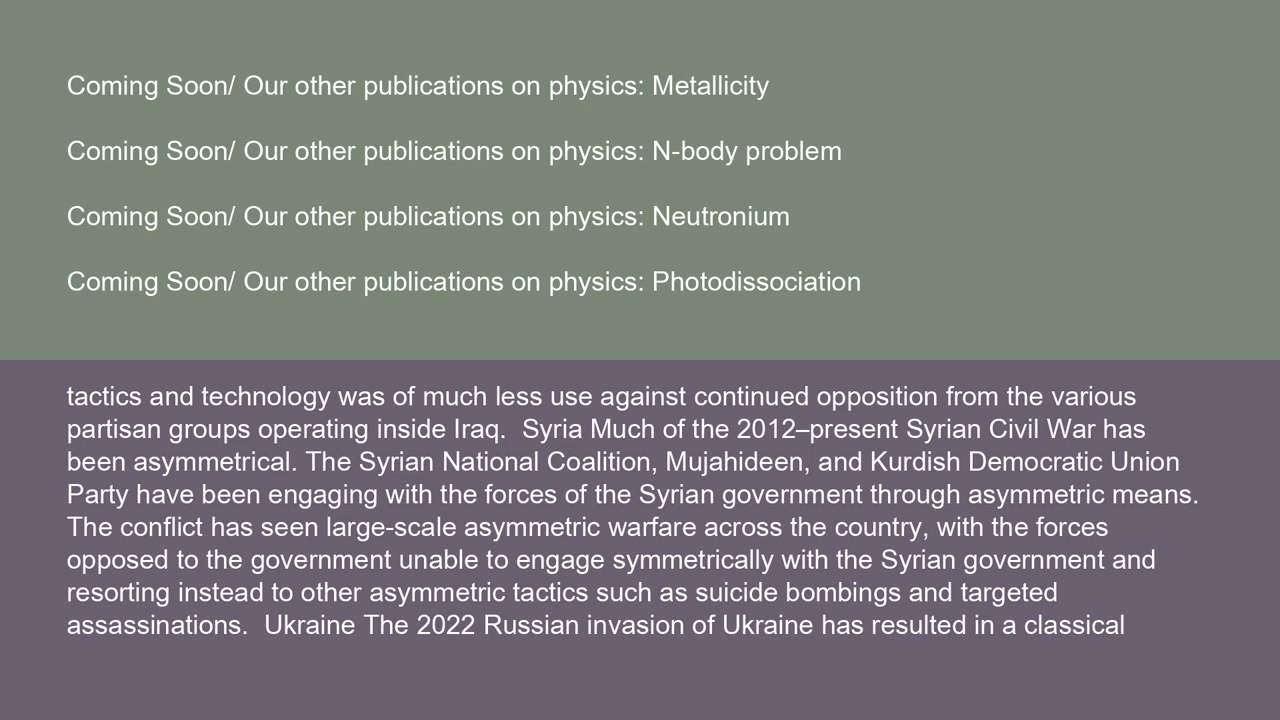 Coming Soon/ Our other publications on physics: Metallicity
Coming Soon/ Our other publications on physics: N-body problem
Coming Soon/ Our other publications on physics: Neutronium
Coming Soon/ Our other publications on physics: Photodissociation
tactics and technology was of much less use against continued opposition from the various
partisan groups operating inside Iraq.  Syria Much of the 2012–present Syrian Civil War has
been asymmetrical. The Syrian National Coalition, Mujahideen, and Kurdish Democratic Union
Party have been engaging with the forces of the Syrian government through asymmetric means.
The conflict has seen large-scale asymmetric warfare across the country, with the forces
opposed to the government unable to engage symmetrically with the Syrian government and
resorting instead to other asymmetric tactics such as suicide bombings and targeted
assassinations.  Ukraine The 2022 Russian invasion of Ukraine has resulted in a classical